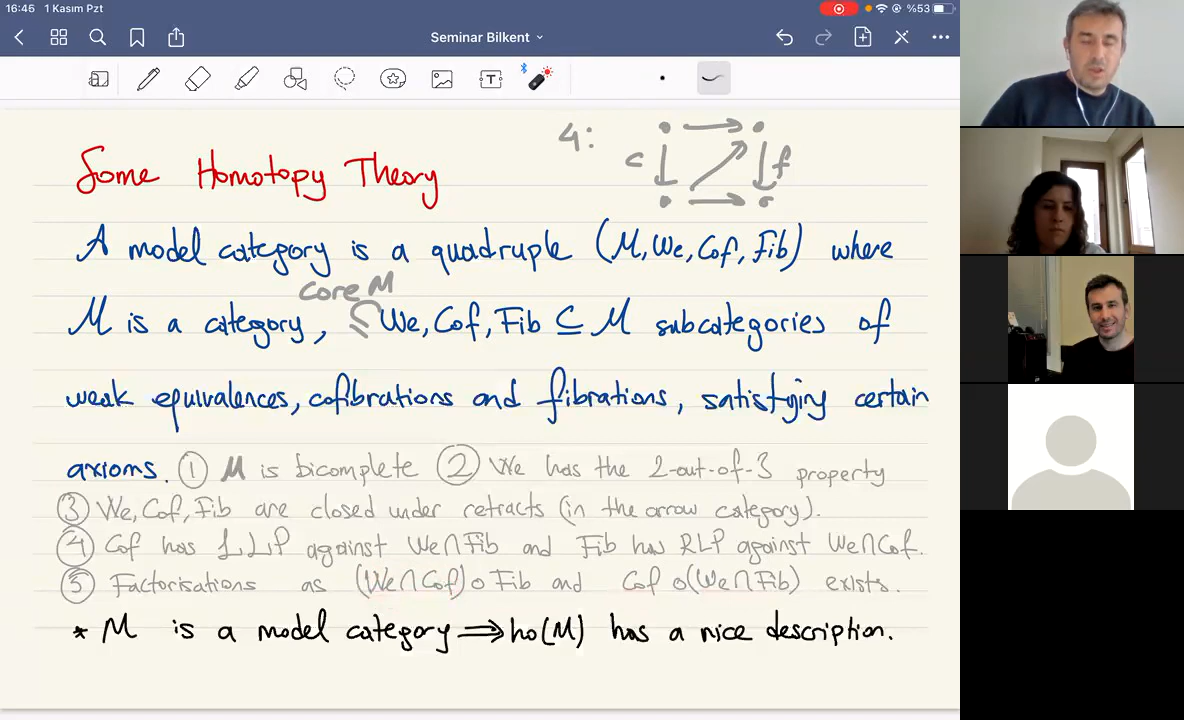 16:46 1 Kasım Pzt
%53
Seminar Bilkent
T
4:
c
f
Some Homotopy Theory
A model category is a quadruple (M, We, Cof, Fib) where
core M
M is a category, ⊆ We, Cof, Fib ⊆ M subcategories of
weak equivalences, cofibrations and fibrations, satisfying certain
axioms. ① M is bicomplete ② We has the 2-out-of-3 property
③ We, Cof, Fib are closed under retracts (in the arrow category).
④ Cof has LLP against We∩Fib and Fib has RLP against We∩Cof.
⑤ Factorisations as (We∩Cof)∘Fib and Cof∘(We∩Fib) exists.
* M is a model category ⟹ ho(M) has a nice description.